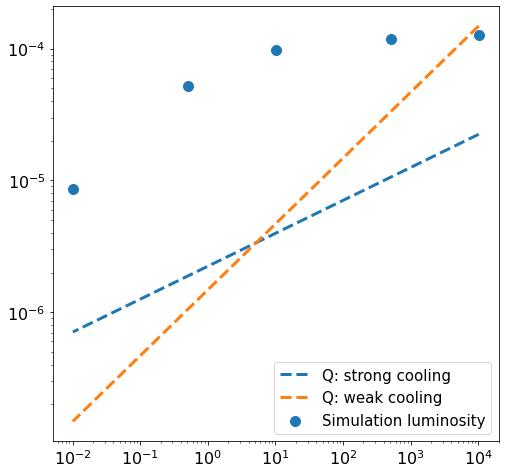 10⁻⁴
10⁻⁵
10⁻⁶
Q: strong cooling
Q: weak cooling
Simulation luminosity
10⁻² 10⁻¹ 10⁰ 10¹ 10² 10³ 10⁴